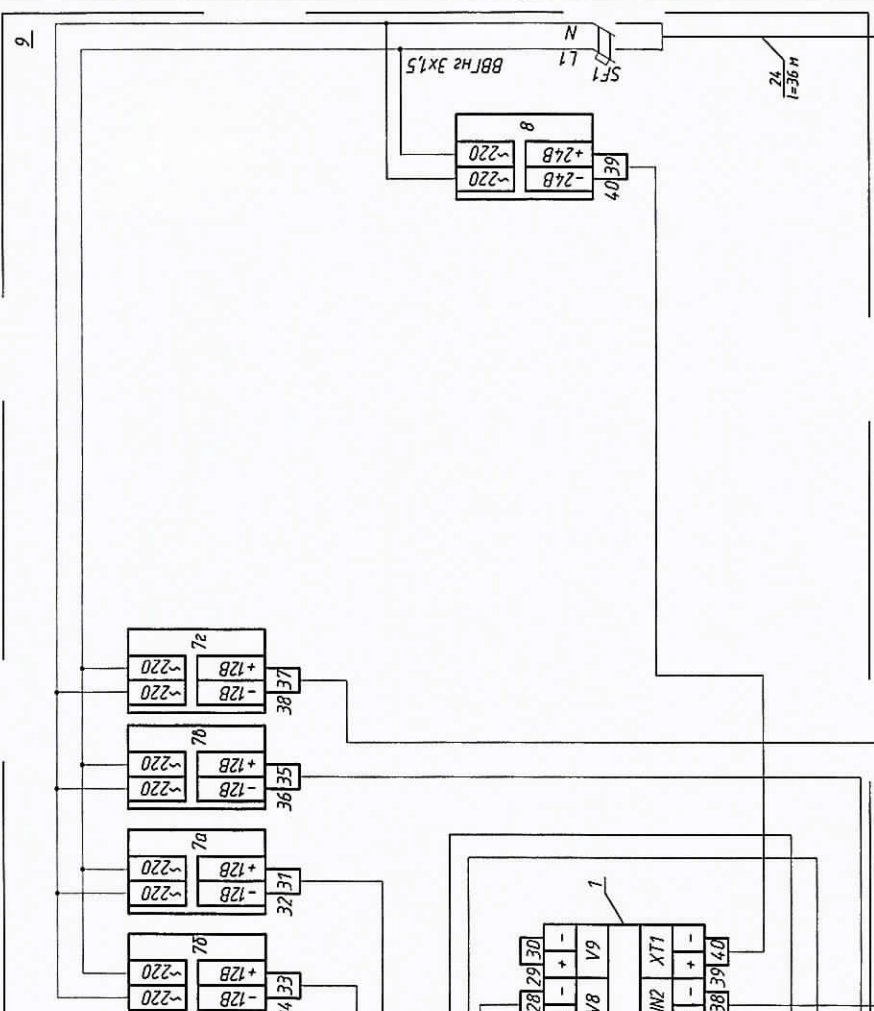 9
N
L1
SF1
ВВГнг 3х1,5
24
l=36 м
8
~220
+24В
39
~220
-24В
40
7г
~220
+12В
37
~220
-12В
38
7в
~220
+12В
35
~220
-12В
36
7а
~220
+12В
31
~220
-12В
32
7б
~220
+12В
33
~220
-12В
1
30
-
V9
XT1
-
40
29
+
+
39
28
-
V8
IN2
-
38